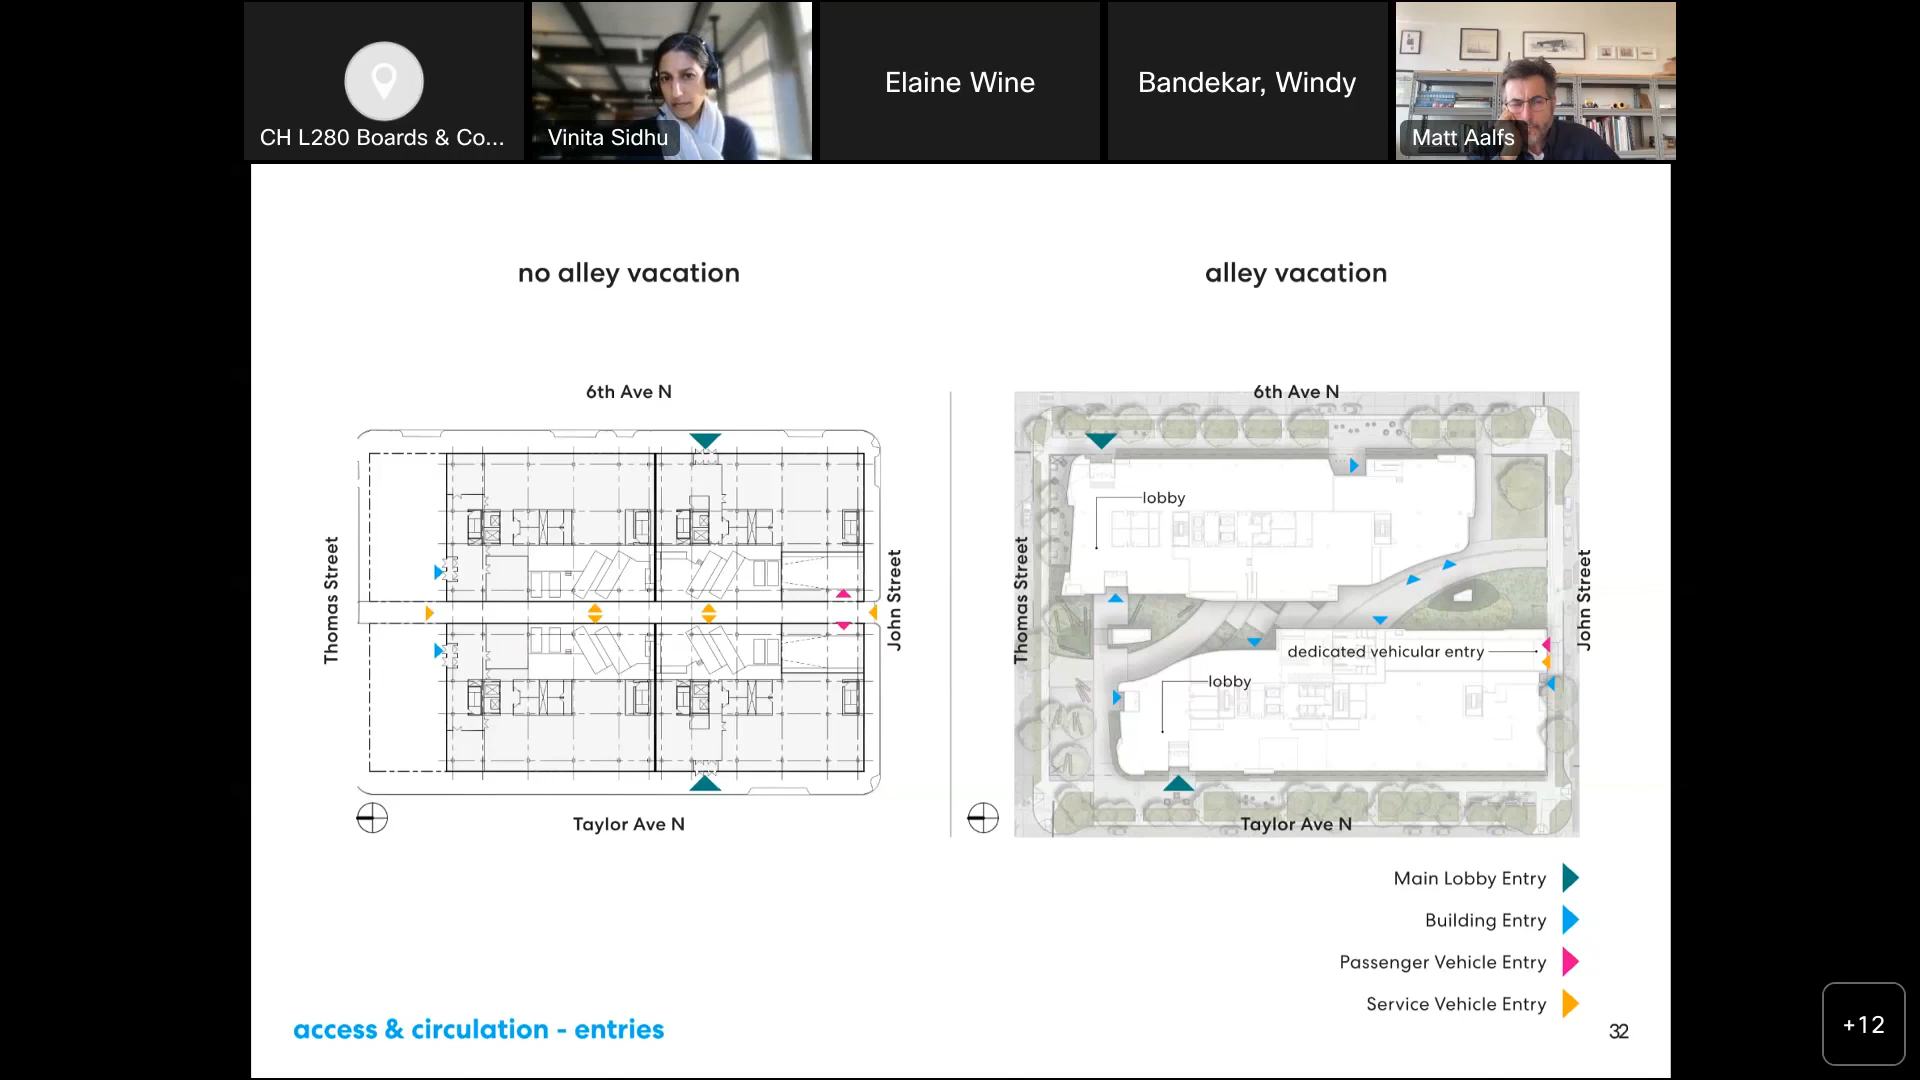 CH L280 Boards & Co...
Vinita Sidhu
Elaine Wine
Bandekar, Windy
Matt Aalfs
no alley vacation
alley vacation
6th Ave N
6th Ave N
Thomas Street
John Street
Thomas Street
John Street
lobby
dedicated vehicular entry
lobby
Taylor Ave N
Taylor Ave N
Main Lobby Entry
Building Entry
Passenger Vehicle Entry
Service Vehicle Entry
access & circulation - entries
32
+12